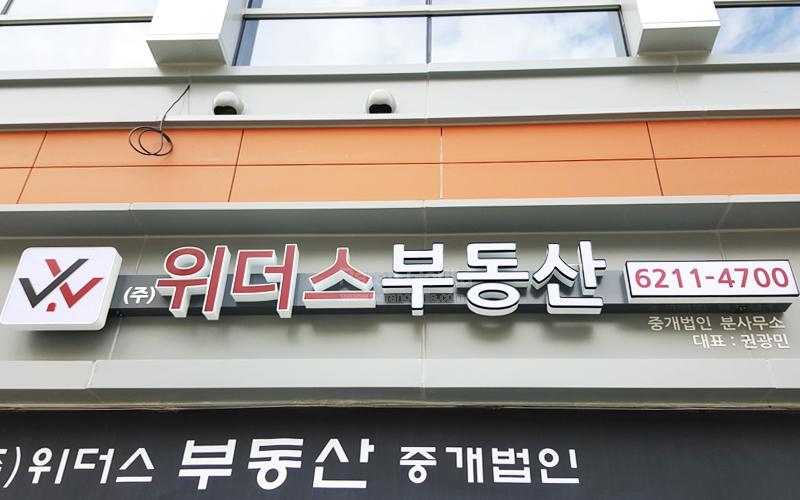 (주)위더스부동산 6211-4700
중개법인 분사무소
대표 : 권광민
(주)위더스 부동산 중개법인